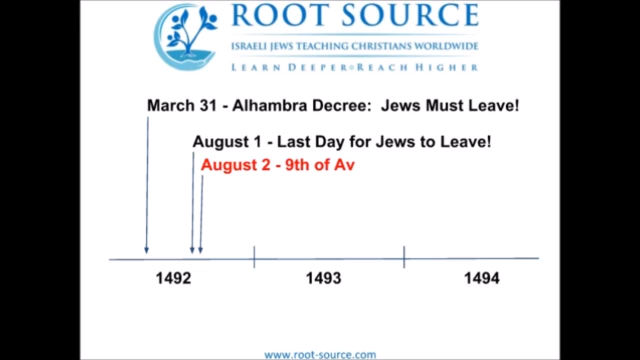 ROOT SOURCE
ISRAELI JEWS TEACHING CHRISTIANS WORLDWIDE
LEARN DEEPER REACH HIGHER
March 31 - Alhambra Decree: Jews Must Leave!
August 1 - Last Day for Jews to Leave!
August 2 - 9th of Av
1492 1493 1494
www.root-source.com